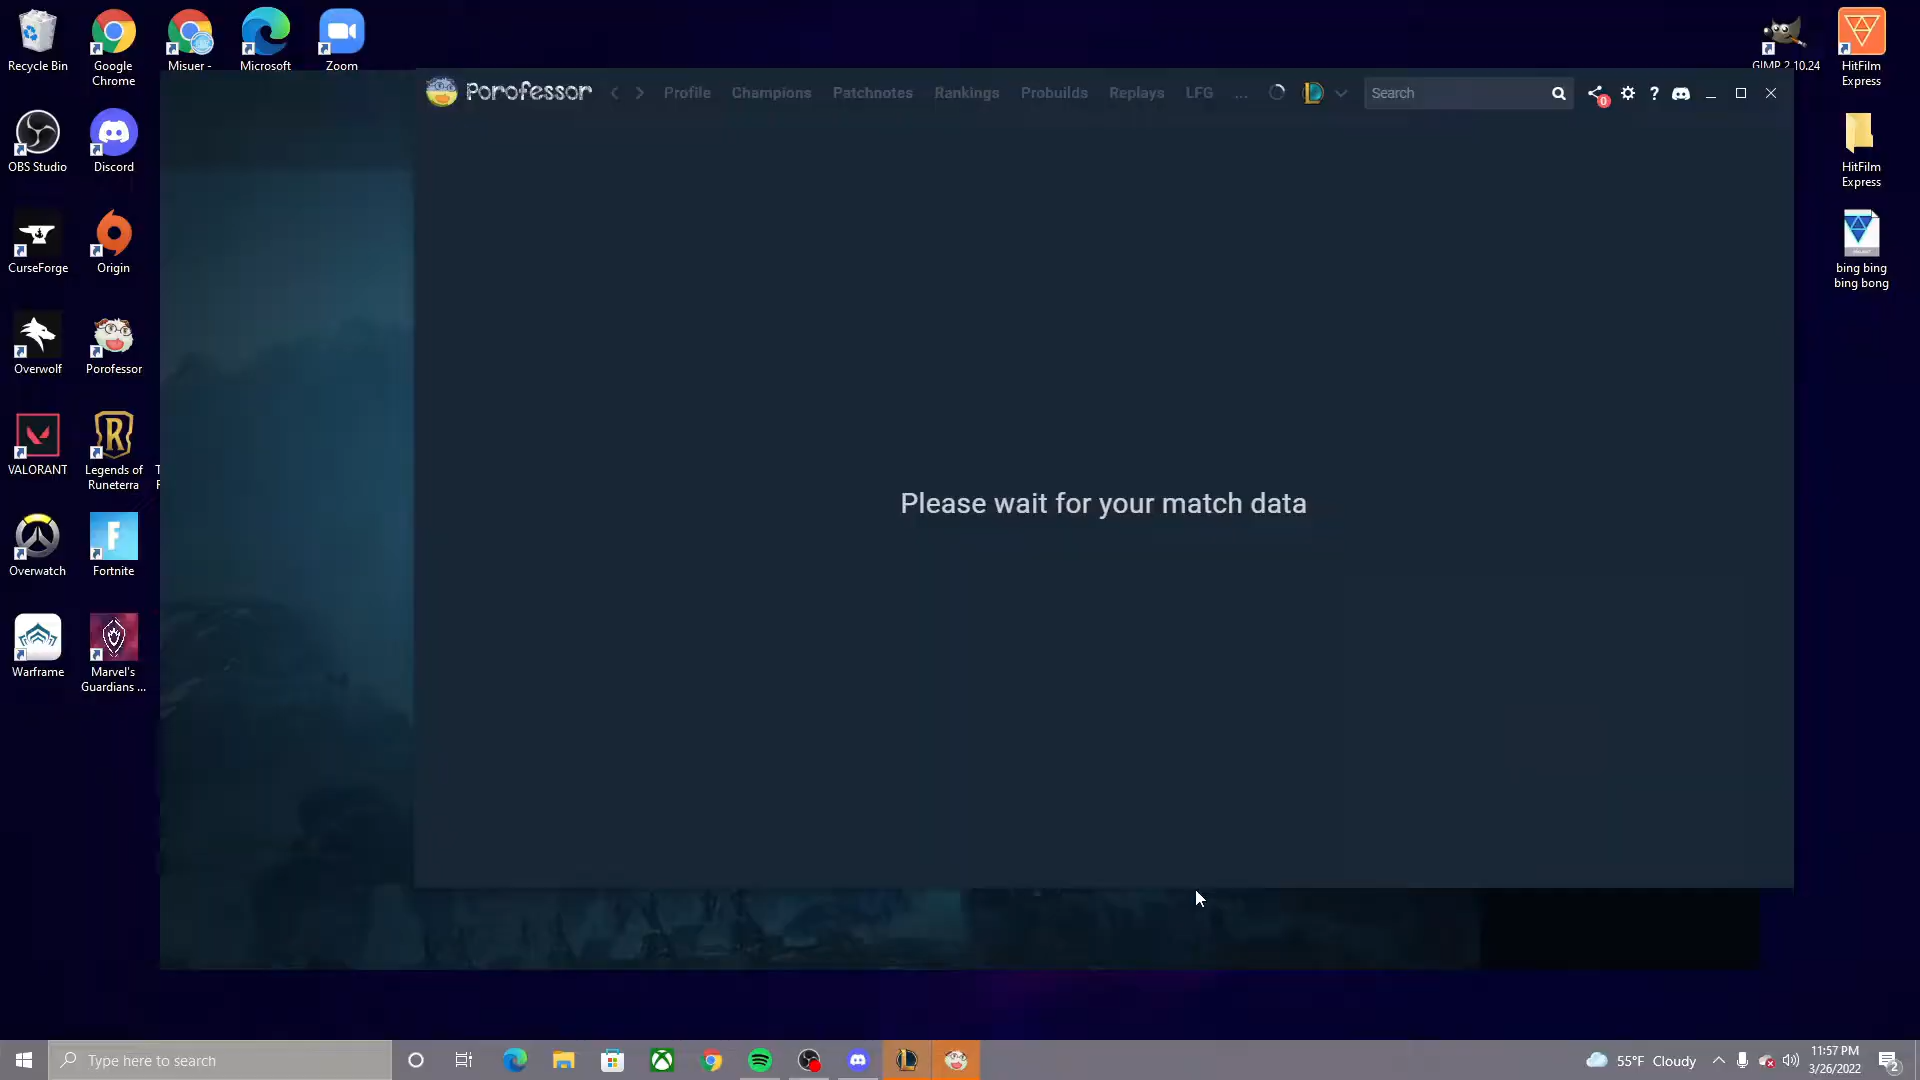 Recycle Bin
Google
Chrome
Misuer -
Microsoft
Zoom
GIMP 2.10.24
HitFilm
Express
Porofessor
Profile
Champions
Patchnotes
Rankings
Probuilds
Replays
LFG
...
Search
0
OBS Studio
Discord
HitFilm
Express
CurseForge
Origin
bing bing
bing bong
Overwolf
Porofessor
VALORANT
Legends of
Runeterra
Please wait for your match data
Overwatch
Fortnite
Warframe
Marvel's
Guardians ...
Type here to search
55°F Cloudy
11:57 PM
3/26/2022
2